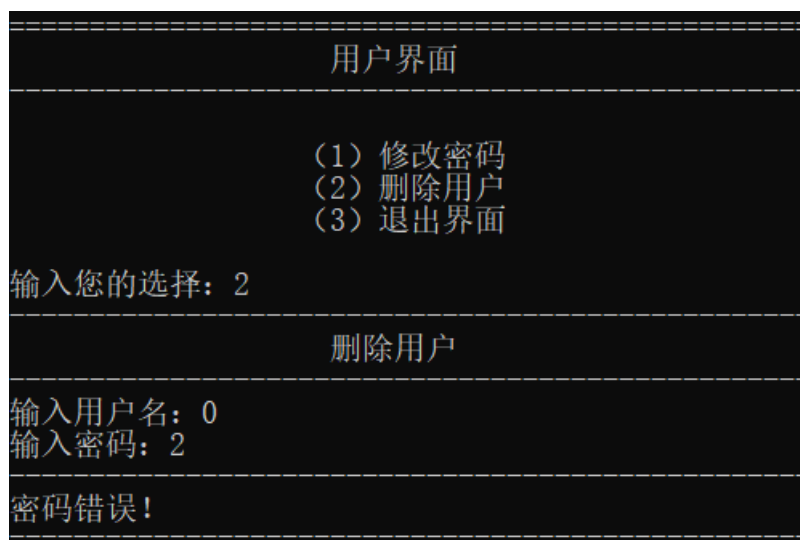 用户界面
（1）修改密码
（2）删除用户
（3）退出界面
输入您的选择：2
删除用户
输入用户名：0
输入密码：2
密码错误！